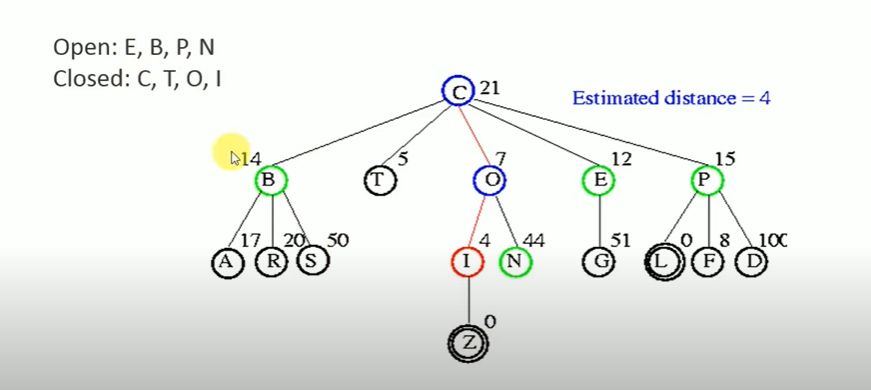 Open: E, B, P, N
Closed: C, T, O, I
C 21
Estimated distance = 4
14 5 7 12 15
B T O E P
17 20 50 4 44 51 0 8 100
A R S I N G L F D
0
Z